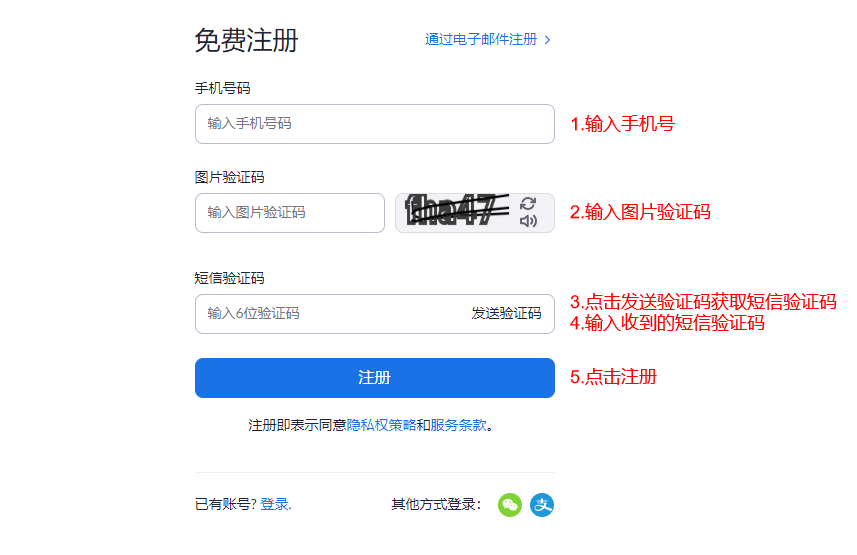 免费注册
通过电子邮件注册
手机号码
输入手机号码
1.输入手机号
图片验证码
输入图片验证码
2.输入图片验证码
短信验证码
输入6位验证码
发送验证码
3.点击发送验证码获取短信验证码
4.输入收到的短信验证码
注册
5.点击注册
注册即表示同意隐私权策略和服务条款。
已有账号? 登录.
其他方式登录：